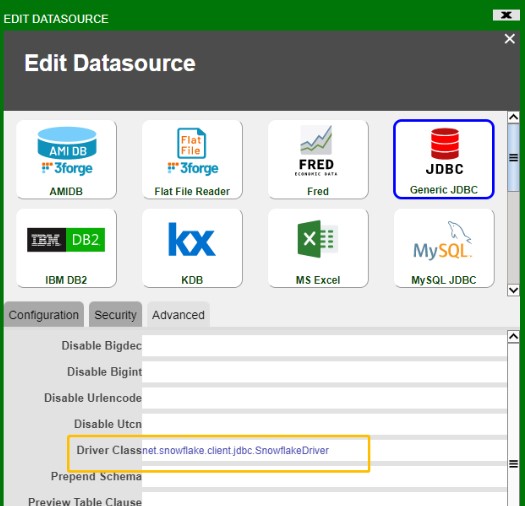 EDIT DATASOURCE
Edit Datasource
AMI DB
3forge
AMIDB
Flat
File
3forge
Flat File Reader
FRED
ECONOMIC DATA
Fred
JDBC
Generic JDBC
IBM DB2
IBM DB2
kx
KDB
X
MS Excel
MySQL
MySQL JDBC
Configuration Security Advanced
Disable Bigdec
Disable Bigint
Disable Urlencode
Disable Utcn
Driver Class net.snowflake.client.jdbc.SnowflakeDriver
Prepend Schema
Preview Table Clause